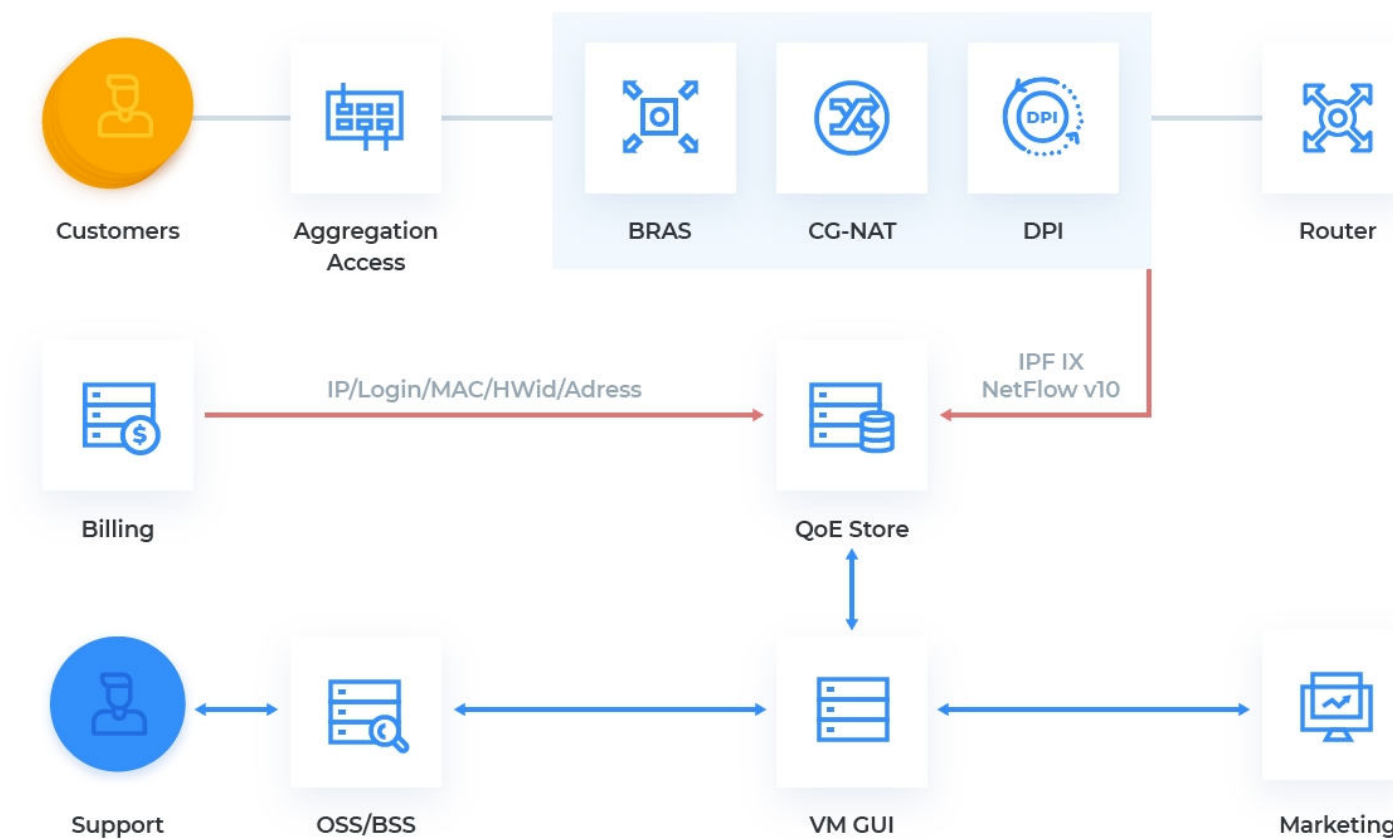 DPI
Customers
Aggregation
Access
BRAS
CG-NAT
DPI
Router
IP/Login/MAC/HWid/Adress
IPF IX
NetFlow v10
$
Billing
QoE Store
Support
OSS/BSS
VM GUI
Marketing